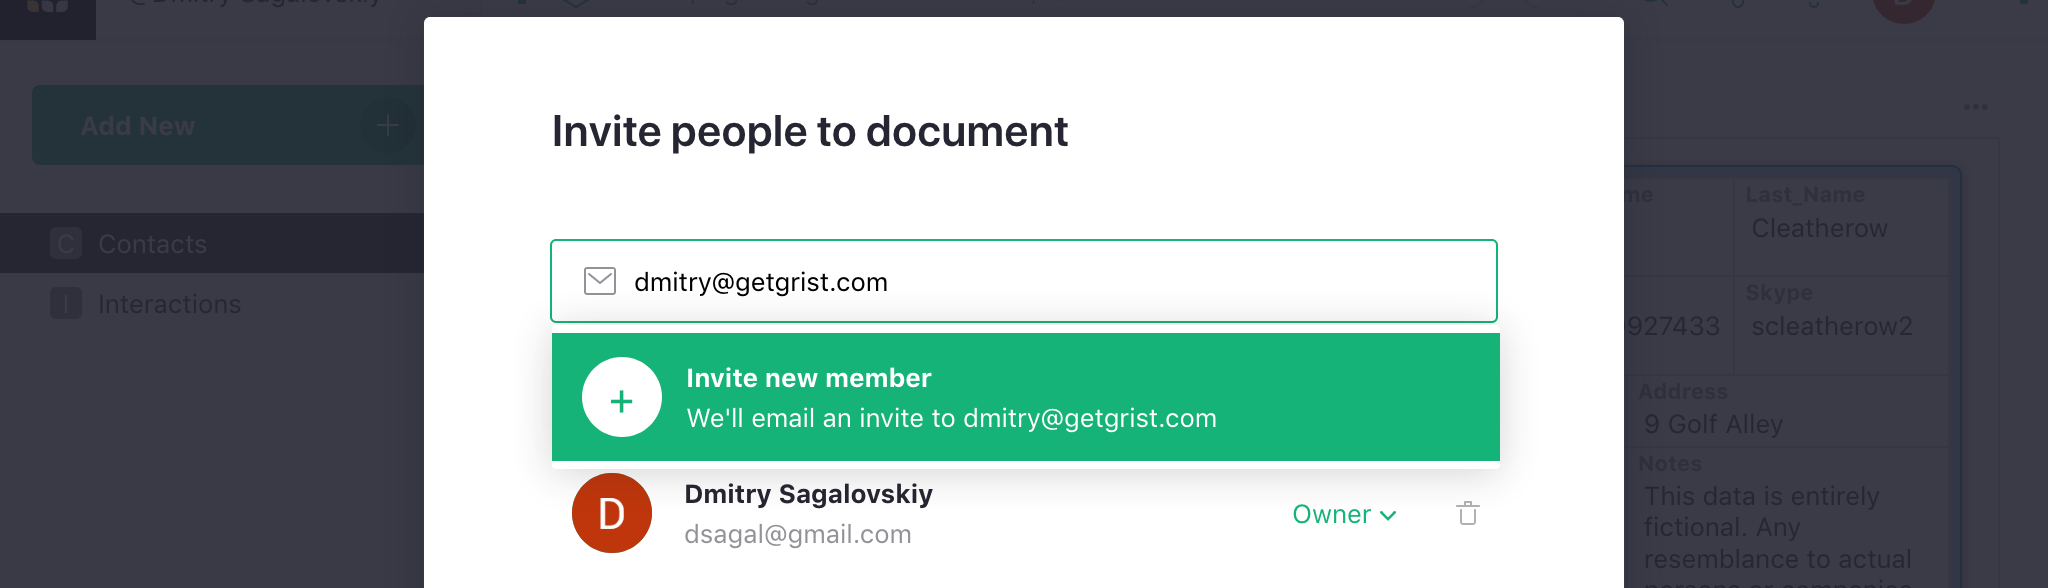 @Dmitry Sagalovskiy
Add New
C Contacts
I Interactions
Invite people to document
dmitry@getgrist.com
+
Invite new member
We'll email an invite to dmitry@getgrist.com
D
Dmitry Sagalovskiy
dsagal@gmail.com
Owner
Last_Name
Cleatherow
Skype
927433
scleatherow2
Address
9 Golf Alley
Notes
This data is entirely
fictional. Any
resemblance to actual